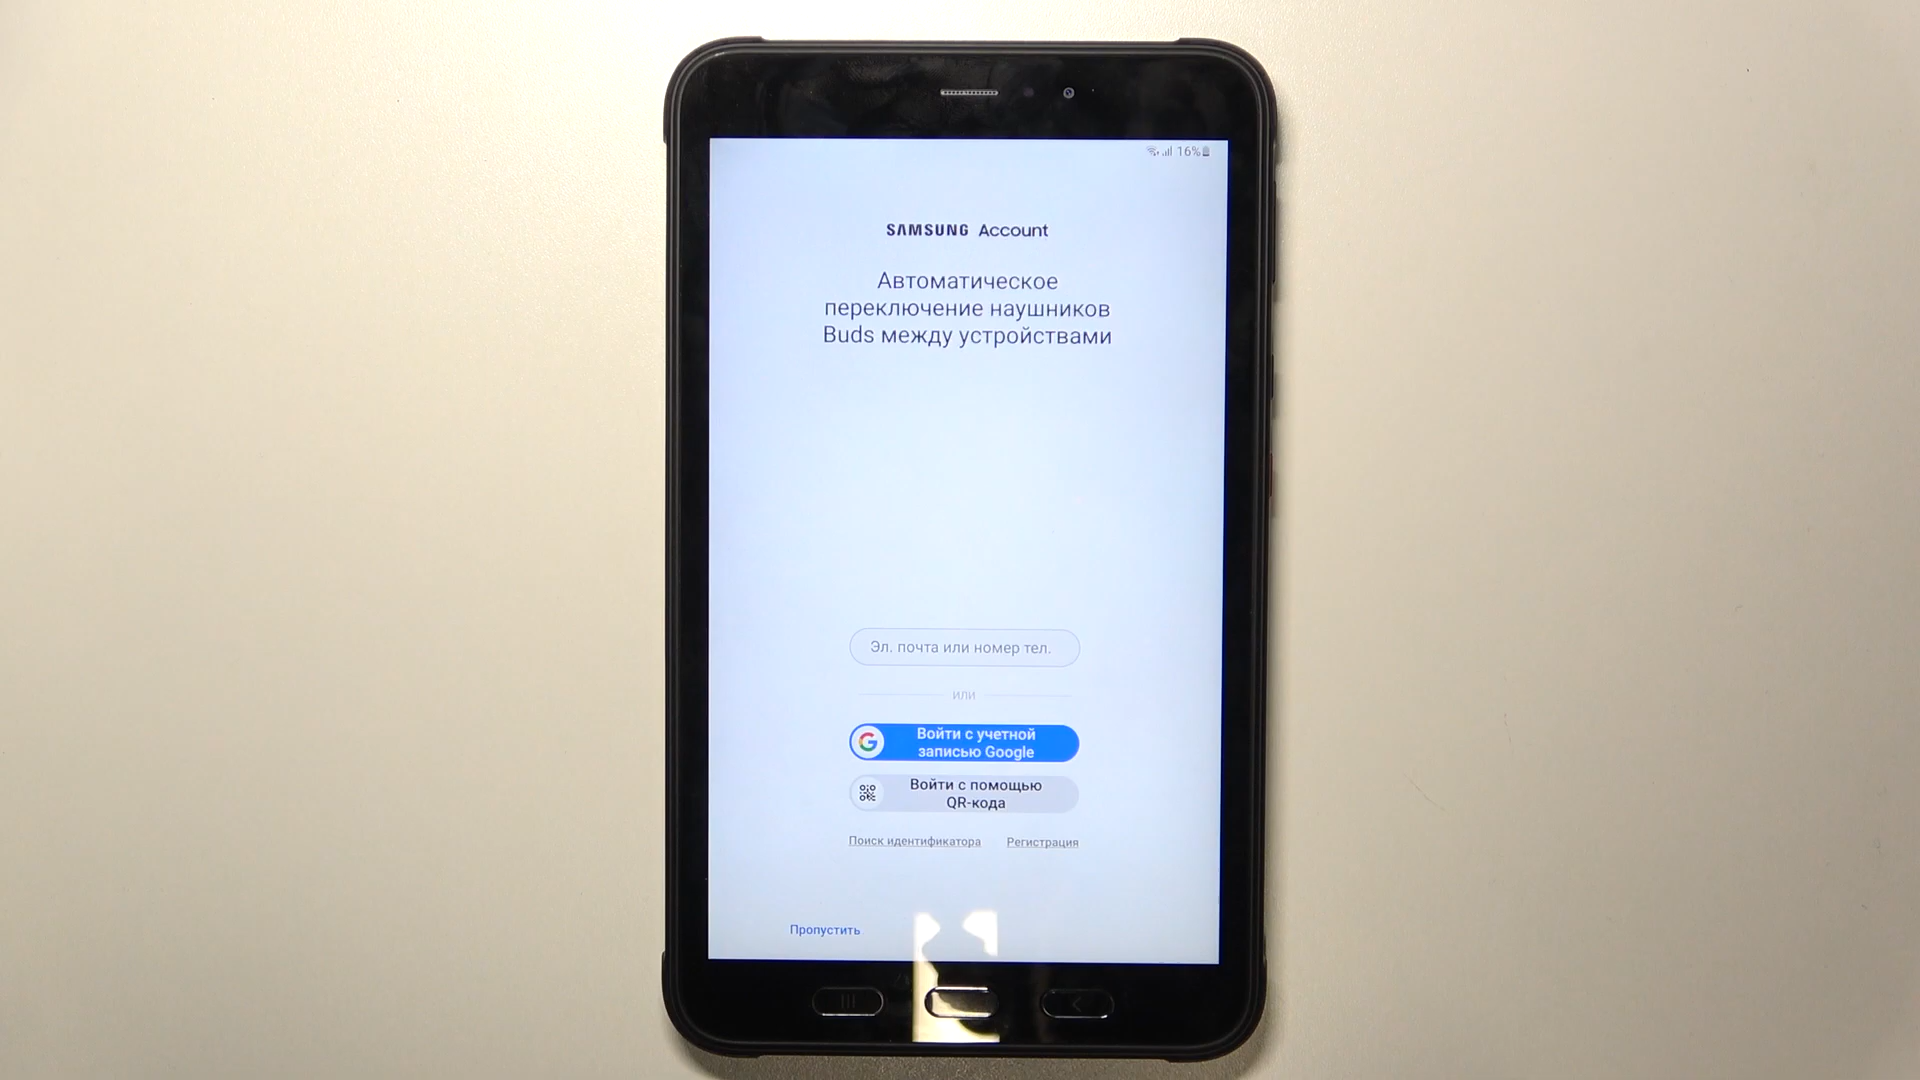 16%
SAMSUNG Account
Автоматическое
переключение наушников
Buds между устройствами
Эл. почта или номер тел.
или
Войти с учетной
записью Google
Войти с помощью
QR-кода
Поиск идентификатора Регистрация
Пропустить